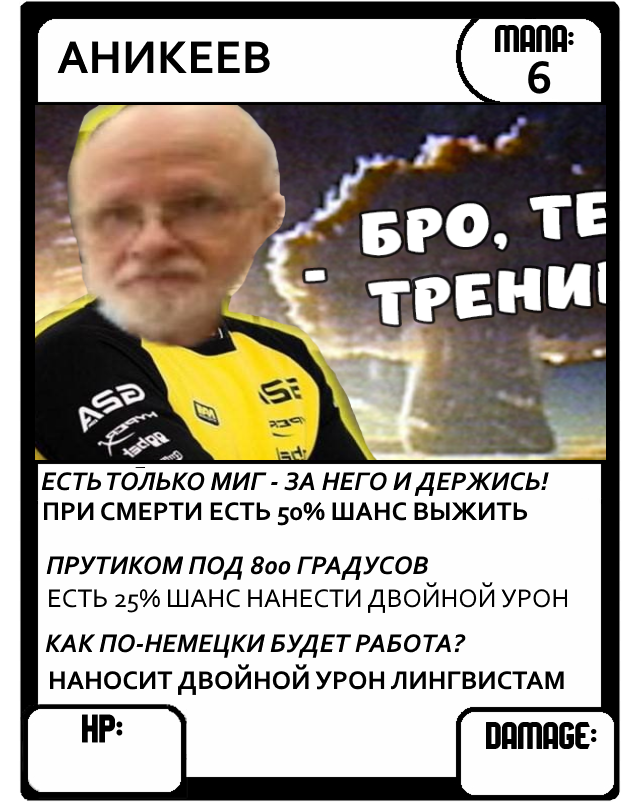 АНИКЕЕВ
MANA:
6
БРО, ТЕ
- ТРЕНИ
ЕСТЬ ТОЛЬКО МИГ - ЗА НЕГО И ДЕРЖИСЬ!
ПРИ СМЕРТИ ЕСТЬ 50% ШАНС ВЫЖИТЬ
ПРУТИКОМ ПОД 800 ГРАДУСОВ
ЕСТЬ 25% ШАНС НАНЕСТИ ДВОЙНОЙ УРОН
КАК ПО-НЕМЕЦКИ БУДЕТ РАБОТА?
НАНОСИТ ДВОЙНОЙ УРОН ЛИНГВИСТАМ
HP:
DAMAGE: